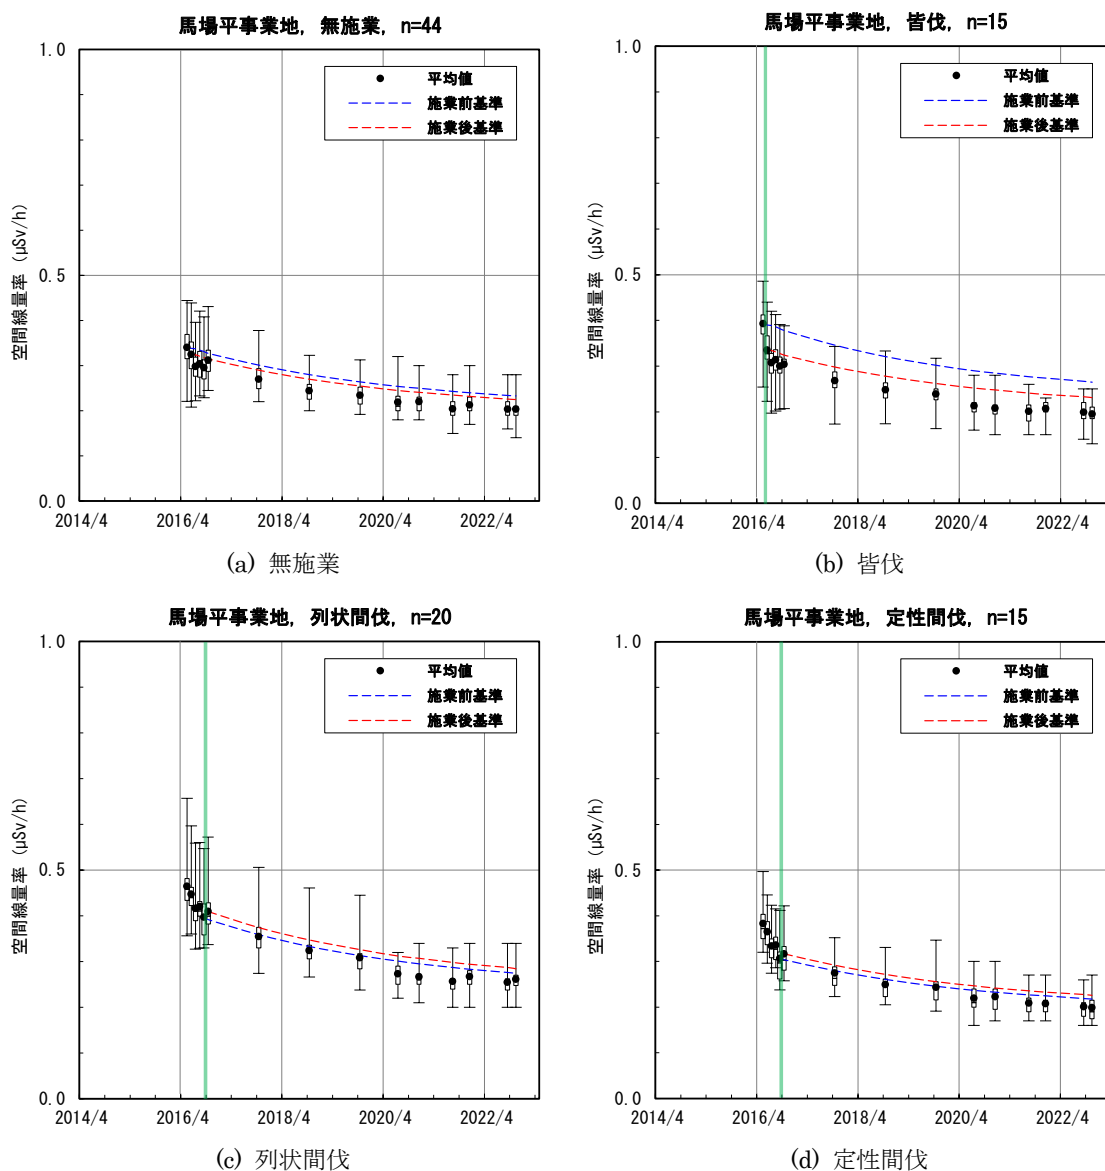 馬場平事業地, 無施業, n=44
1.0
平均値
施業前基準
施業後基準
空間線量率 (μSv/h)
0.5
0.0
2014/4 2016/4 2018/4 2020/4 2022/4
(a) 無施業
馬場平事業地, 皆伐, n=15
1.0
平均値
施業前基準
施業後基準
空間線量率 (μSv/h)
0.5
0.0
2014/4 2016/4 2018/4 2020/4 2022/4
(b) 皆伐
馬場平事業地, 列状間伐, n=20
1.0
平均値
施業前基準
施業後基準
空間線量率 (μSv/h)
0.5
0.0
2014/4 2016/4 2018/4 2020/4 2022/4
(c) 列状間伐
馬場平事業地, 定性間伐, n=15
1.0
平均値
施業前基準
施業後基準
空間線量率 (μSv/h)
0.5
0.0
2014/4 2016/4 2018/4 2020/4 2022/4
(d) 定性間伐